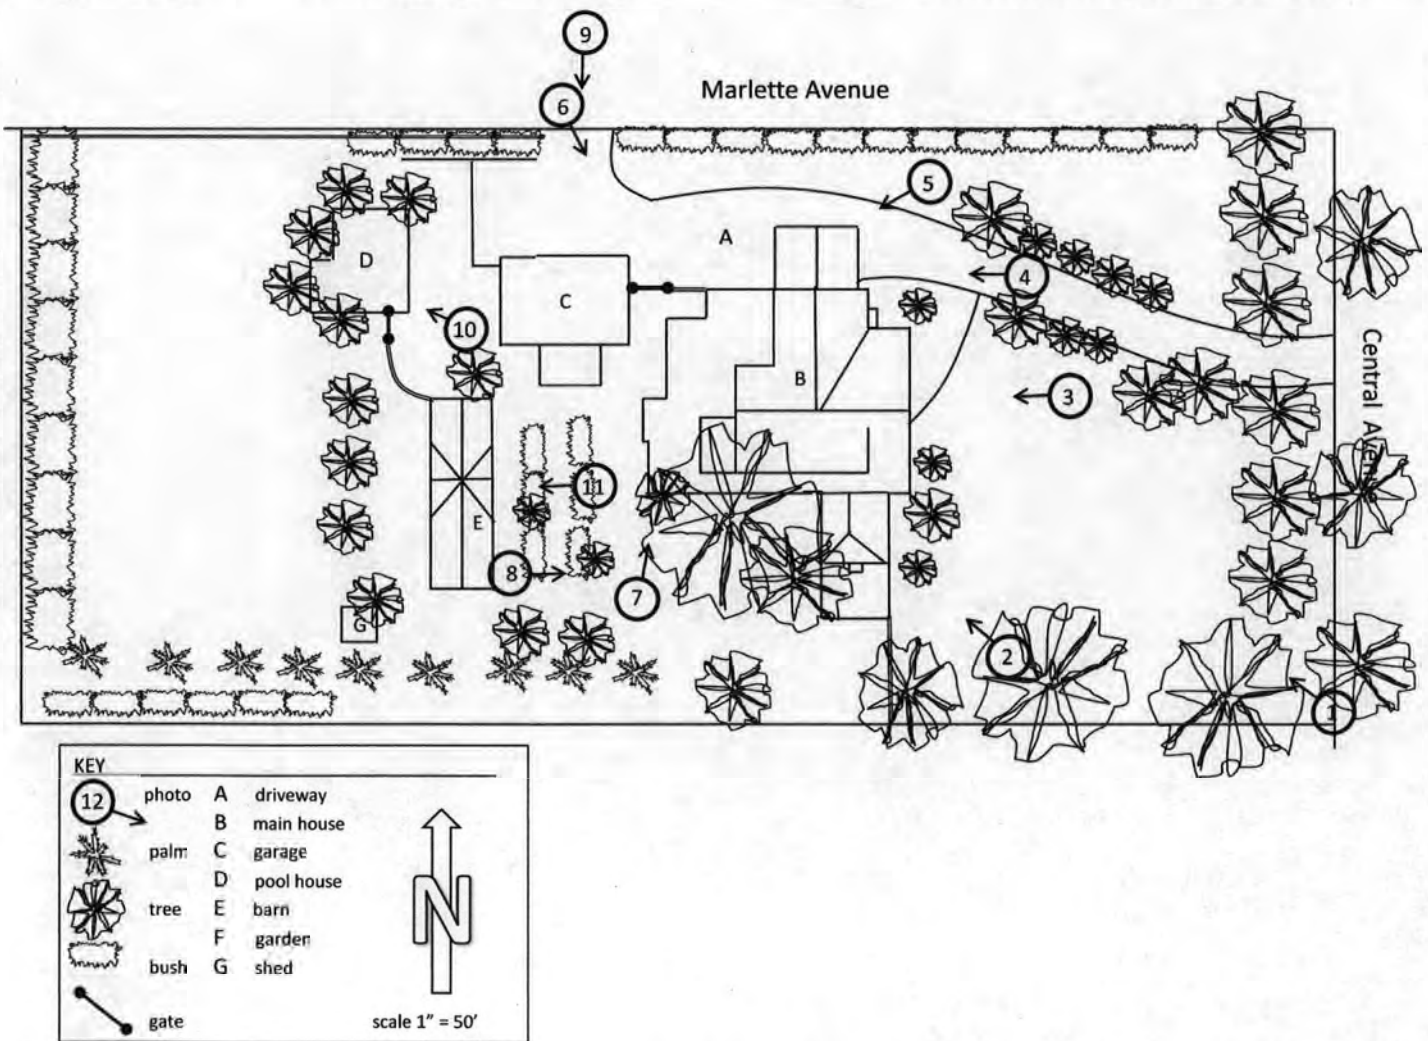 9
6
Marlette Avenue
5
A
D
4
C
10
B
3
Central Aven
11
E
8
7
G
2
1
KEY
12 photo A driveway
B main house
palm C garage
D pool house
tree E barn
F garden
bush G shed
gate
N
scale 1" = 50'